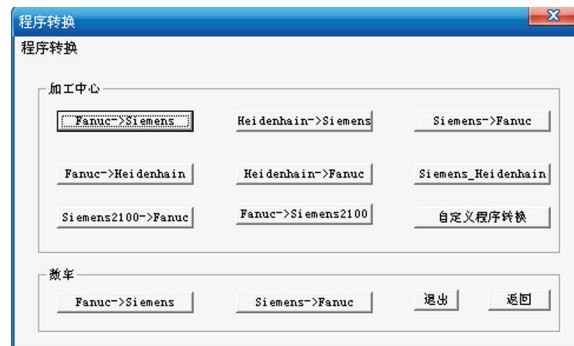 程序转换
程序转换
加工中心
Fanuc->Siemens Heidenhain->Siemens Siemens->Fanuc
Fanuc->Heidenhain Heidenhain->Fanuc Siemens_Heidenhain
Siemens2100->Fanuc Fanuc->Siemens2100 自定义程序转换
数车
Fanuc->Siemens Siemens->Fanuc 退出 返回